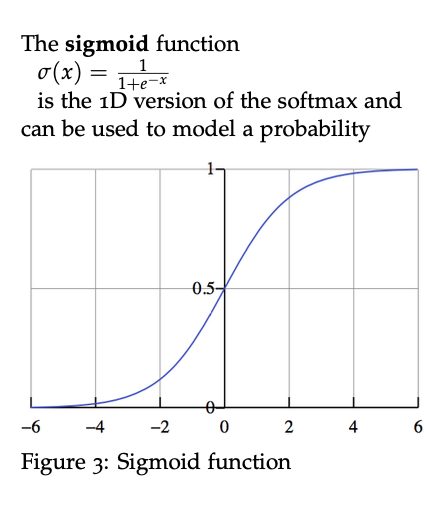 The sigmoid function
σ(x) = 1/(1+e^{-x})
is the 1D version of the softmax and
can be used to model a probability
1
0.5
0
−6 −4 −2 0 2 4 6
Figure 3: Sigmoid function